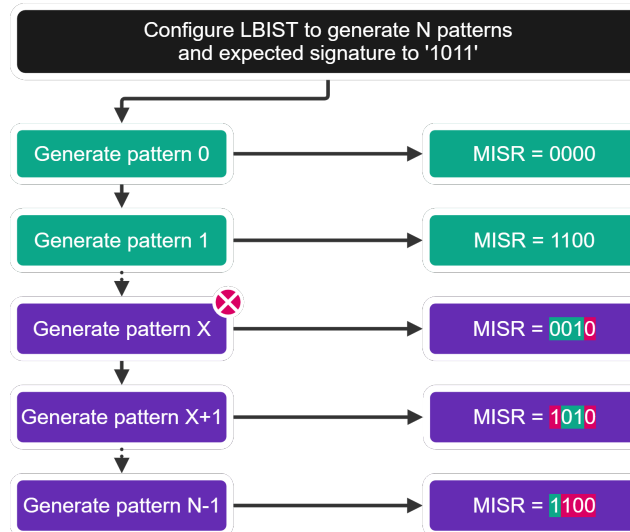 Configure LBIST to generate N patterns
and expected signature to '1011'
Generate pattern 0
MISR = 0000
Generate pattern 1
MISR = 1100
Generate pattern X
MISR = 0010
Generate pattern X+1
MISR = 1010
Generate pattern N-1
MISR = 1100